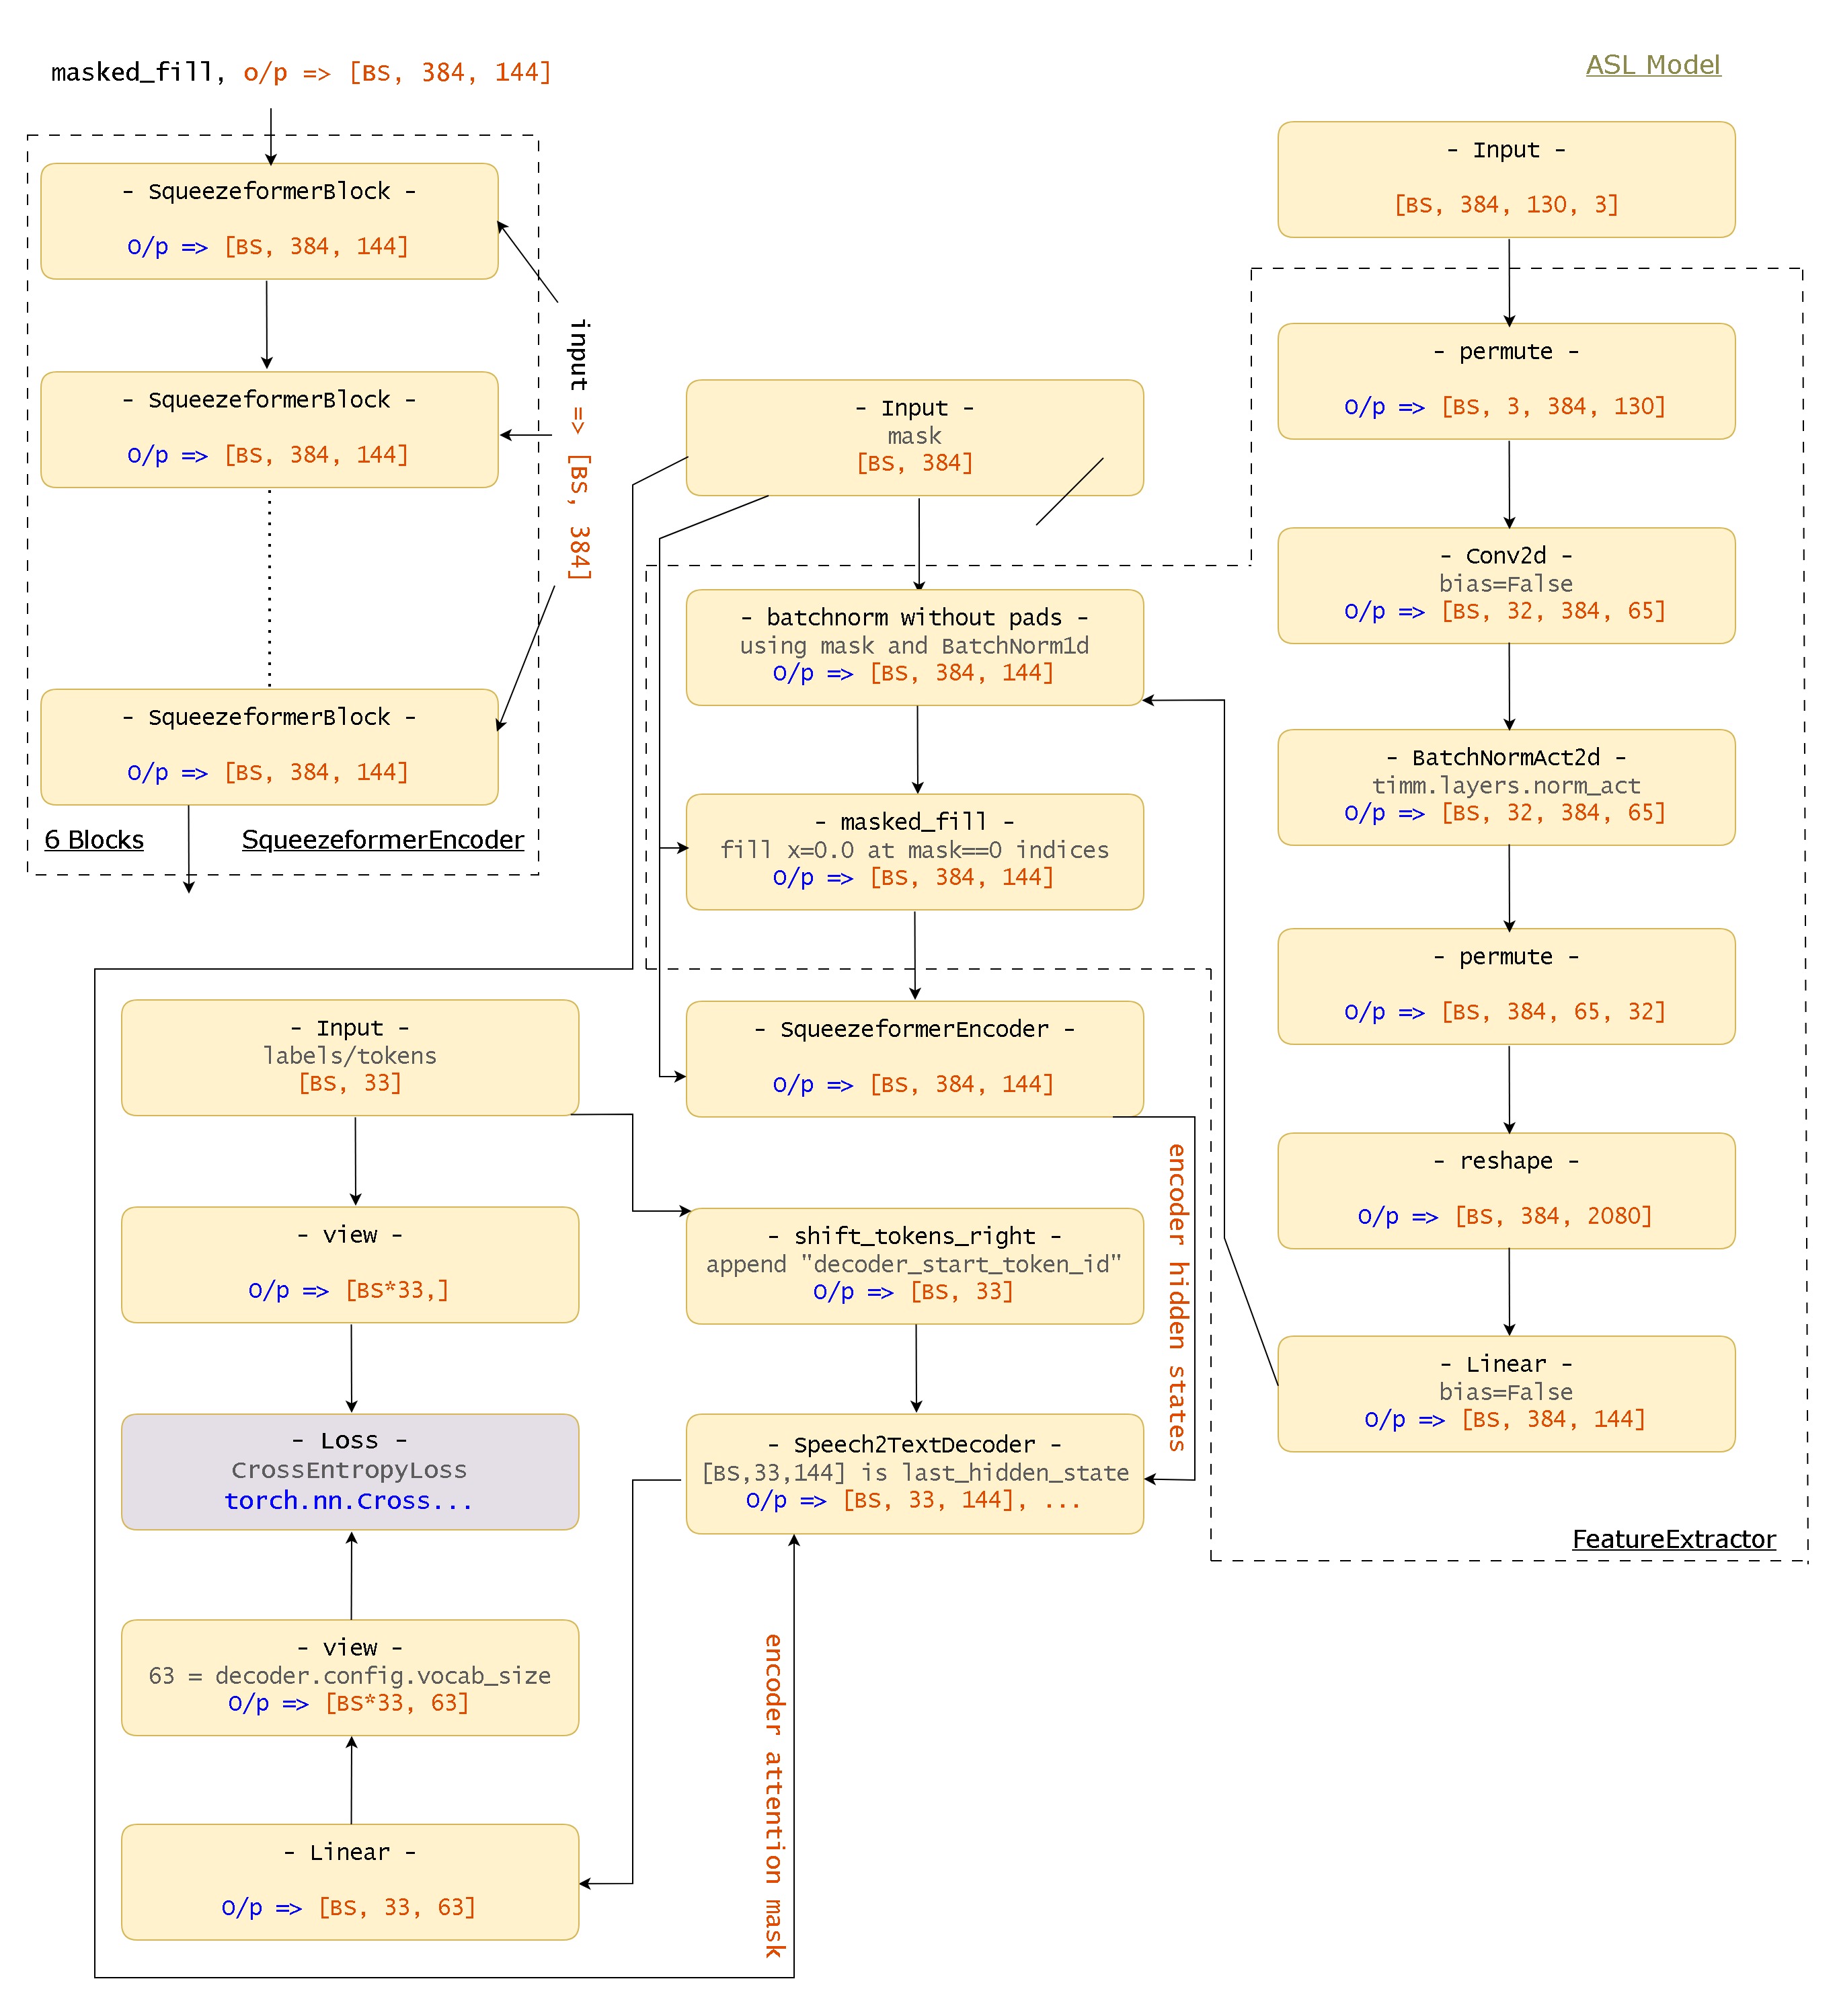 masked_fill, o/p => [BS, 384, 144]
- SqueezeformerBlock -
O/p => [BS, 384, 144]
- SqueezeformerBlock -
O/p => [BS, 384, 144]
- SqueezeformerBlock -
O/p => [BS, 384, 144]
6 Blocks
SqueezeformerEncoder
input => [BS, 384]
ASL Model
- Input -
[BS, 384, 130, 3]
- permute -
O/p => [BS, 3, 384, 130]
- Conv2d -
bias=False
O/p => [BS, 32, 384, 65]
- BatchNormAct2d -
timm.layers.norm_act
O/p => [BS, 32, 384, 65]
- permute -
O/p => [BS, 384, 65, 32]
- reshape -
O/p => [BS, 384, 2080]
- Linear -
bias=False
O/p => [BS, 384, 144]
FeatureExtractor
- Input -
mask
[BS, 384]
- batchnorm without pads -
using mask and BatchNorm1d
O/p => [BS, 384, 144]
- masked_fill -
fill x=0.0 at mask==0 indices
O/p => [BS, 384, 144]
- SqueezeformerEncoder -
O/p => [BS, 384, 144]
encoder hidden states
- shift_tokens_right -
append "decoder_start_token_id"
O/p => [BS, 33]
- Speech2TextDecoder -
[BS,33,144] is last_hidden_state
O/p => [BS, 33, 144], ...
encoder attention mask
- Input -
labels/tokens
[BS, 33]
- view -
O/p => [BS*33,]
- Loss -
CrossEntropyLoss
torch.nn.Cross...
- view -
63 = decoder.config.vocab_size
O/p => [BS*33, 63]
- Linear -
O/p => [BS, 33, 63]